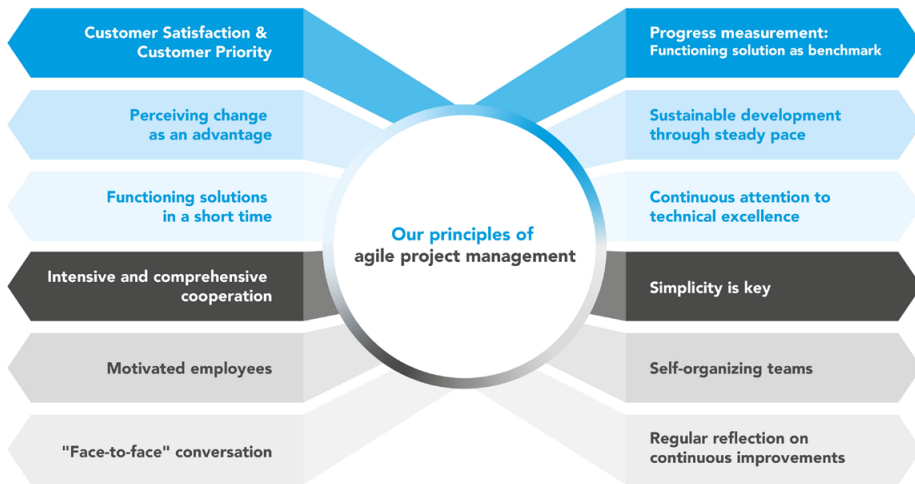 Customer Satisfaction &
Customer Priority
Perceiving change
as an advantage
Functioning solutions
in a short time
Intensive and comprehensive
cooperation
Motivated employees
"Face-to-face" conversation
Our principles of
agile project management
Progress measurement:
Functioning solution as benchmark
Sustainable development
through steady pace
Continuous attention to
technical excellence
Simplicity is key
Self-organizing teams
Regular reflection on
continuous improvements